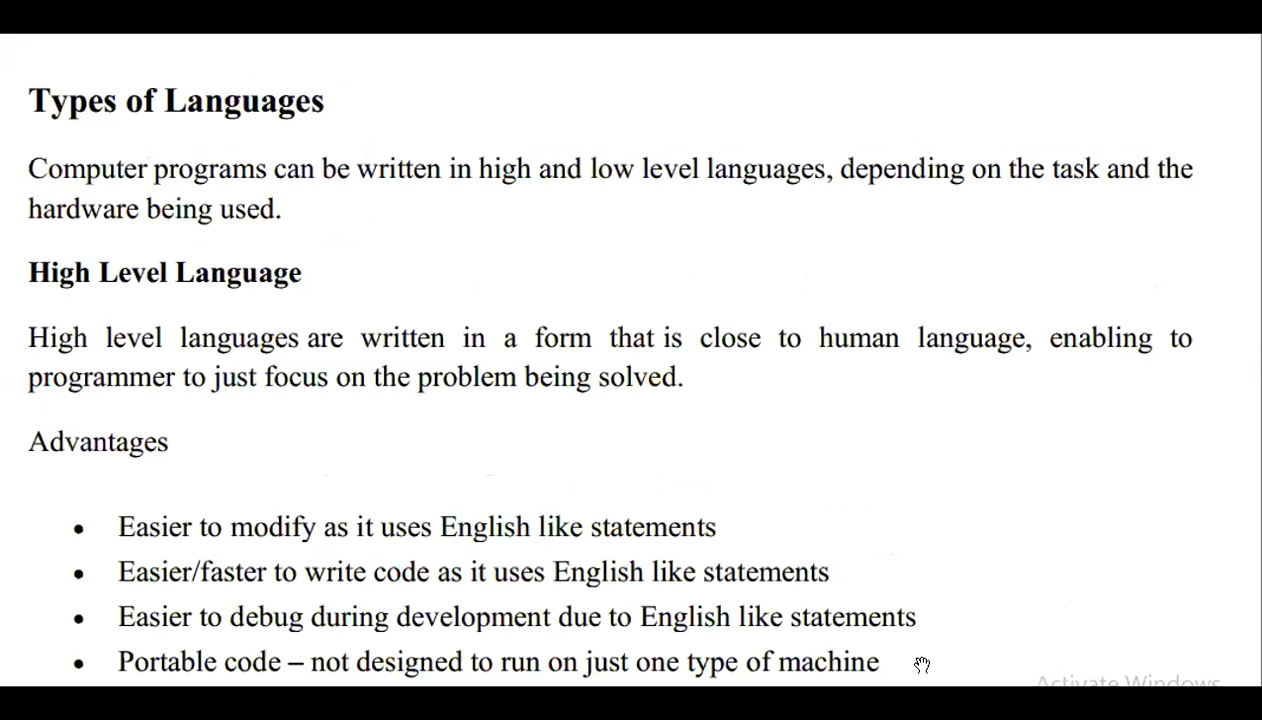 Types of Languages
Computer programs can be written in high and low level languages, depending on the task and the
hardware being used.
High Level Language
High level languages are written in a form that is close to human language, enabling to
programmer to just focus on the problem being solved.
Advantages
• Easier to modify as it uses English like statements
• Easier/faster to write code as it uses English like statements
• Easier to debug during development due to English like statements
• Portable code – not designed to run on just one type of machine
Activate Windows